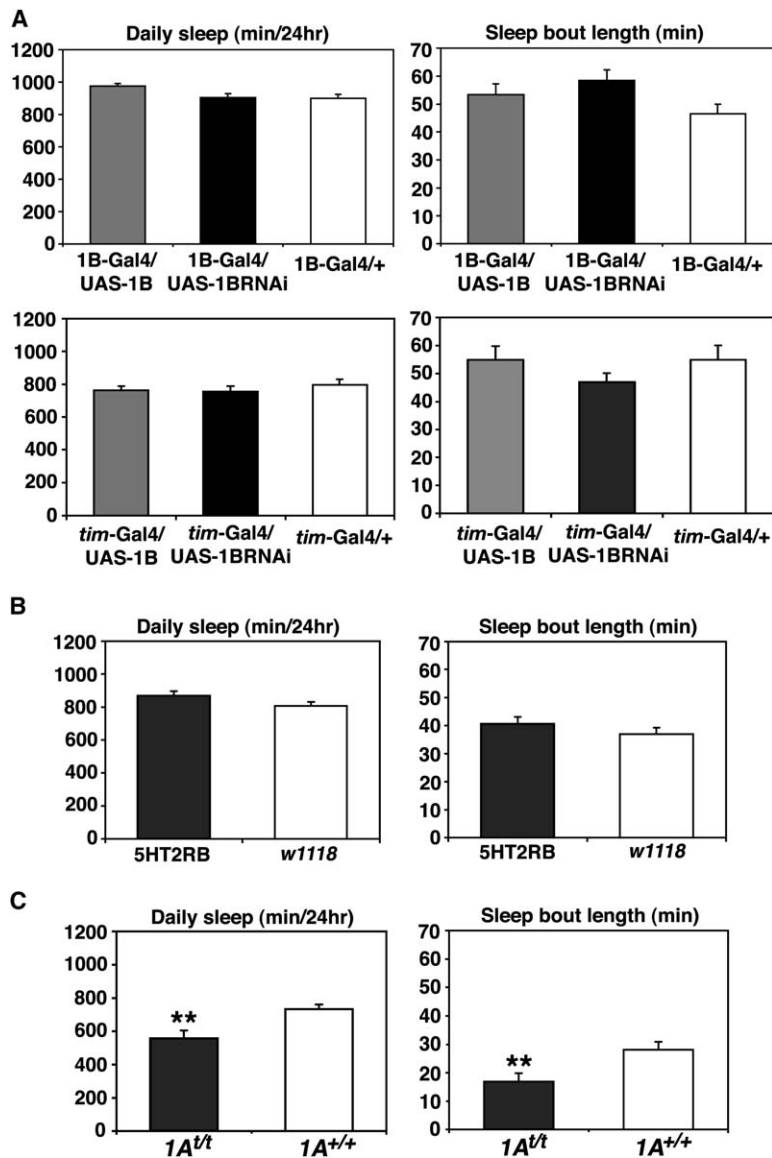 A
Daily sleep (min/24hr)
Sleep bout length (min)
1200
1000
800
600
400
200
0
1B-Gal4/ 1B-Gal4/ 1B-Gal4/+
UAS-1B UAS-1BRNAi
70
60
50
40
30
20
10
0
1B-Gal4/ 1B-Gal4/ 1B-Gal4/+
UAS-1B UAS-1BRNAi
1200
1000
800
600
400
200
0
tim-Gal4/ tim-Gal4/ tim-Gal4/+
UAS-1B UAS-1BRNAi
70
60
50
40
30
20
10
0
tim-Gal4/ tim-Gal4/ tim-Gal4/+
UAS-1B UAS-1BRNAi
B
Daily sleep (min/24hr)
1200
1000
800
600
400
200
0
5HT2RB w1118
Sleep bout length (min)
70
60
50
40
30
20
10
0
5HT2RB w1118
C
Daily sleep (min/24hr)
1200
1000
800
600
400
200
0
**
1At/t 1A+/+
Sleep bout length (min)
70
60
50
40
30
20
10
0
**
1At/t 1A+/+